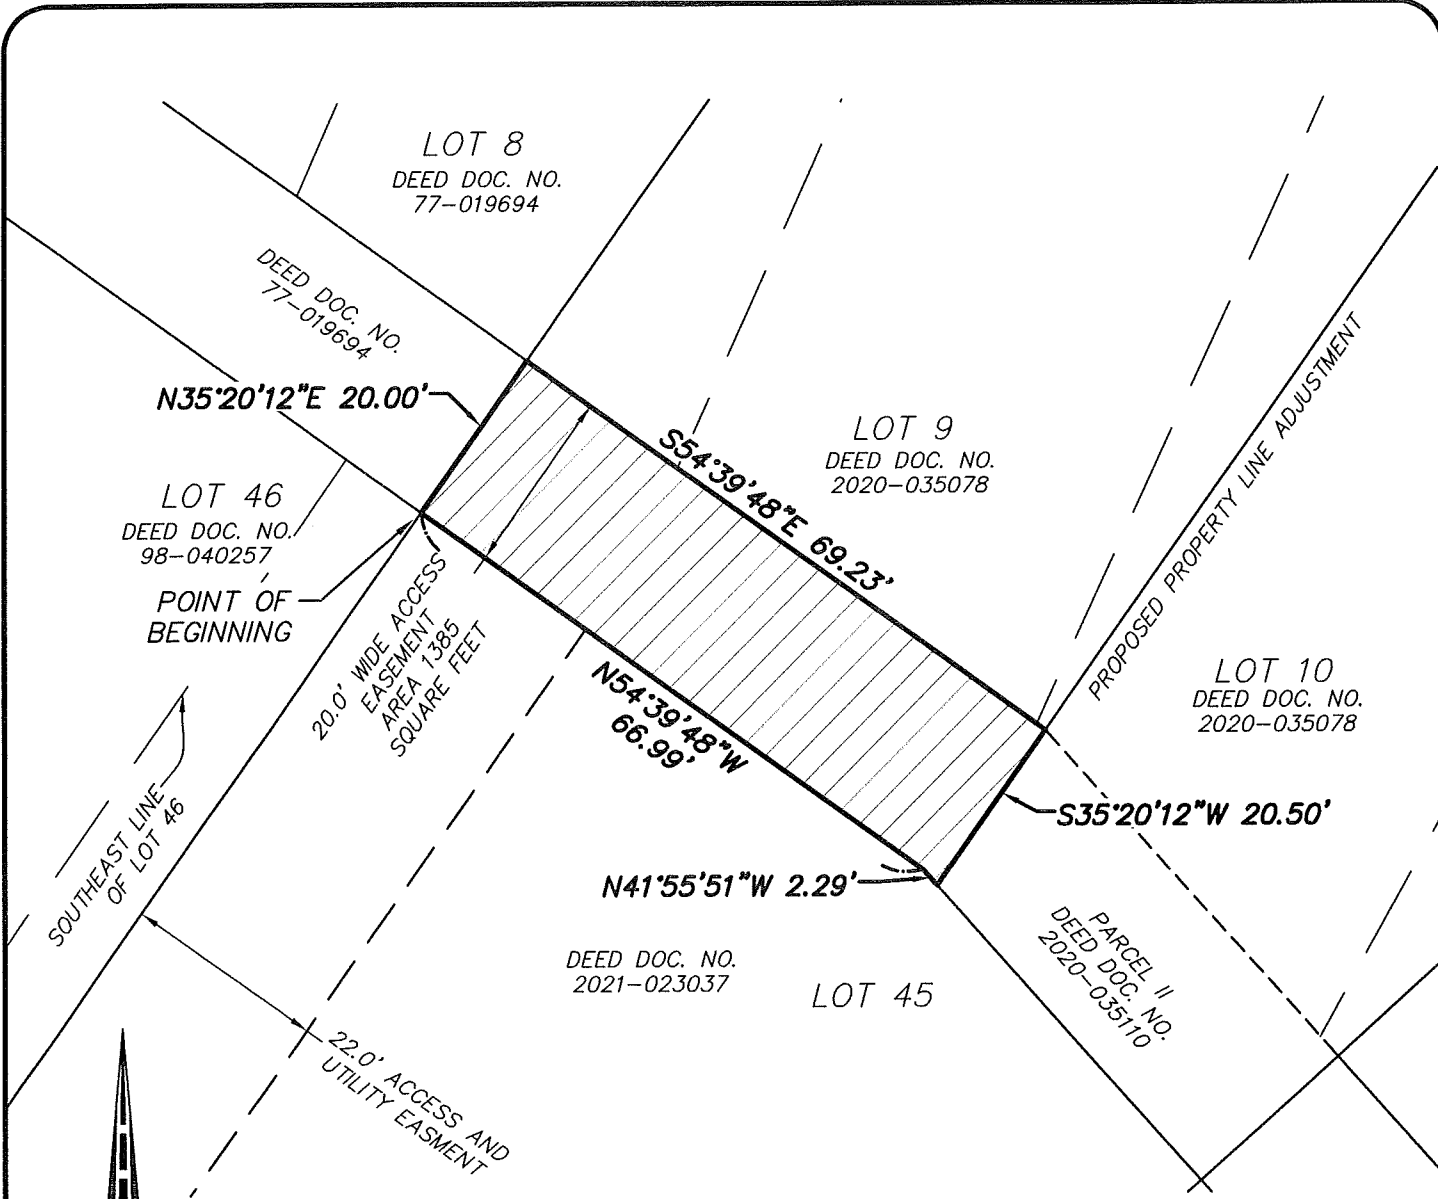 LOT 8
DEED DOC. NO.
77-019694
DEED DOC. NO.
77-019694
N35°20'12"E 20.00'
LOT 9
DEED DOC. NO.
2020-035078
S54°39'48"E 69.23'
PROPOSED PROPERTY LINE ADJUSTMENT
LOT 46
DEED DOC. NO.
98-040257
POINT OF
BEGINNING
20.0' WIDE ACCESS
EASEMENT
AREA 1385
SQUARE FEET
N54°39'48"W
66.99'
LOT 10
DEED DOC. NO.
2020-035078
S35°20'12"W 20.50'
SOUTHEAST LINE
OF LOT 46
N41°55'51"W 2.29'
DEED DOC. NO.
2021-023037
LOT 45
PARCEL II
DEED DOC. NO.
2020-035110
22.0' ACCESS AND
UTILITY EASMENT